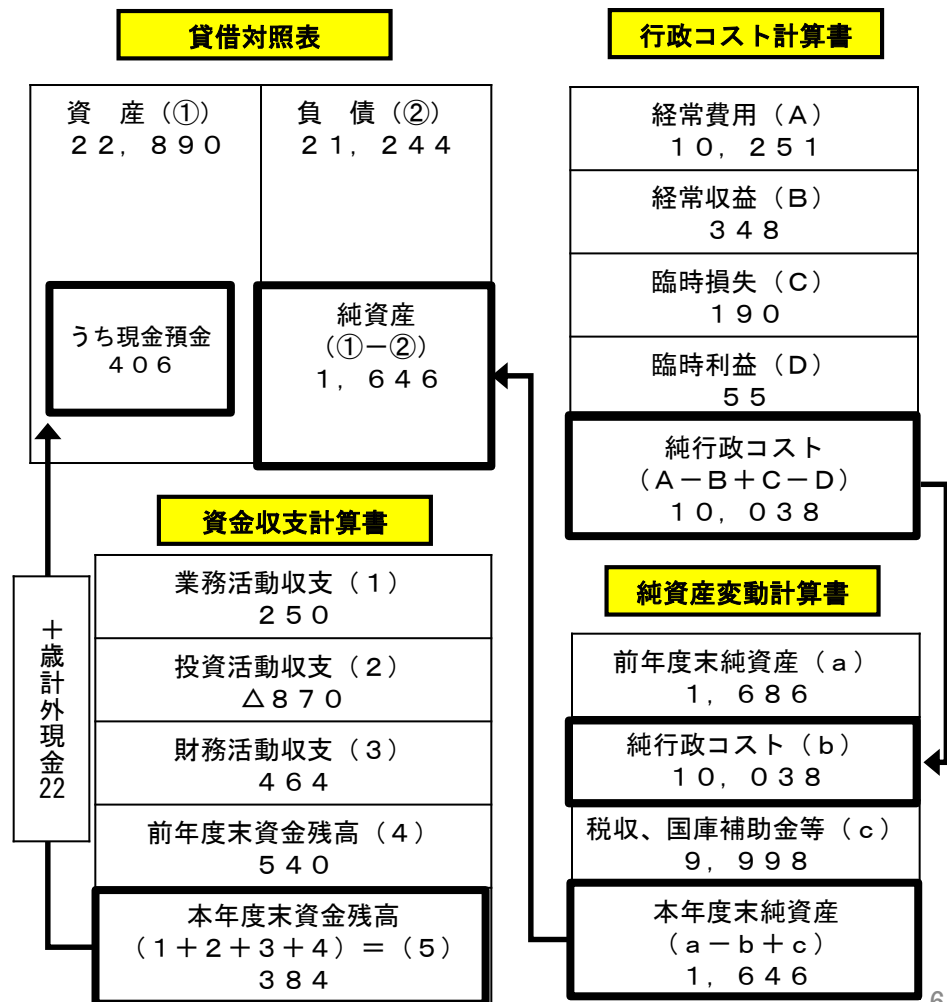 貸借対照表
資　産（①）
２２，８９０
負　債（②）
２１，２４４
うち現金預金
４０６
純資産
（①－②）
１，６４６
行政コスト計算書
経常費用（Ａ）
１０，２５１
経常収益（Ｂ）
３４８
臨時損失（Ｃ）
１９０
臨時利益（Ｄ）
５５
純行政コスト
（Ａ－Ｂ＋Ｃ－Ｄ）
１０，０３８
資金収支計算書
業務活動収支（１）
２５０
投資活動収支（２）
△８７０
財務活動収支（３）
４６４
前年度末資金残高（４）
５４０
本年度末資金残高
（１＋２＋３＋４）＝（５）
３８４
＋歳計外現金22
純資産変動計算書
前年度末純資産（ａ）
１，６８６
純行政コスト（ｂ）
１０，０３８
税収、国庫補助金等（ｃ）
９，９９８
本年度末純資産
（ａ－ｂ＋ｃ）
１，６４６
6